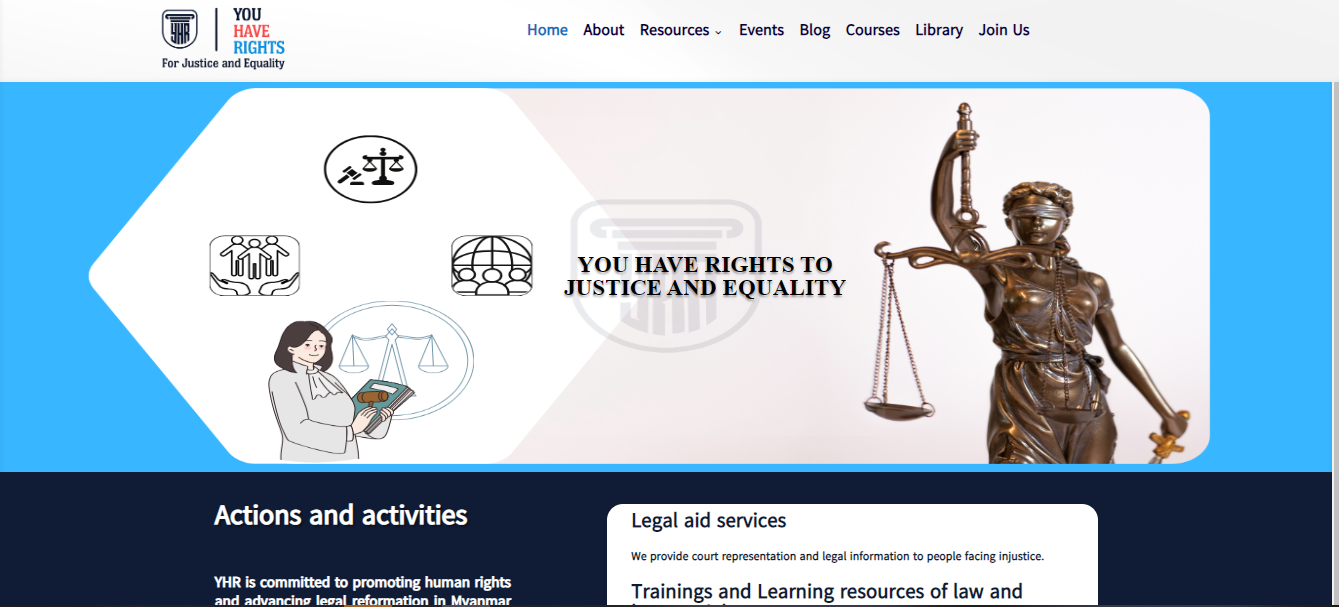 YHR
YOU
HAVE
RIGHTS
For Justice and Equality
Home About Resources Events Blog Courses Library Join Us
YHR
YOU HAVE RIGHTS TO
JUSTICE AND EQUALITY
Actions and activities
YHR is committed to promoting human rights
and advancing legal reformation in Myanmar
Legal aid services
We provide court representation and legal information to people facing injustice.
Trainings and Learning resources of law and